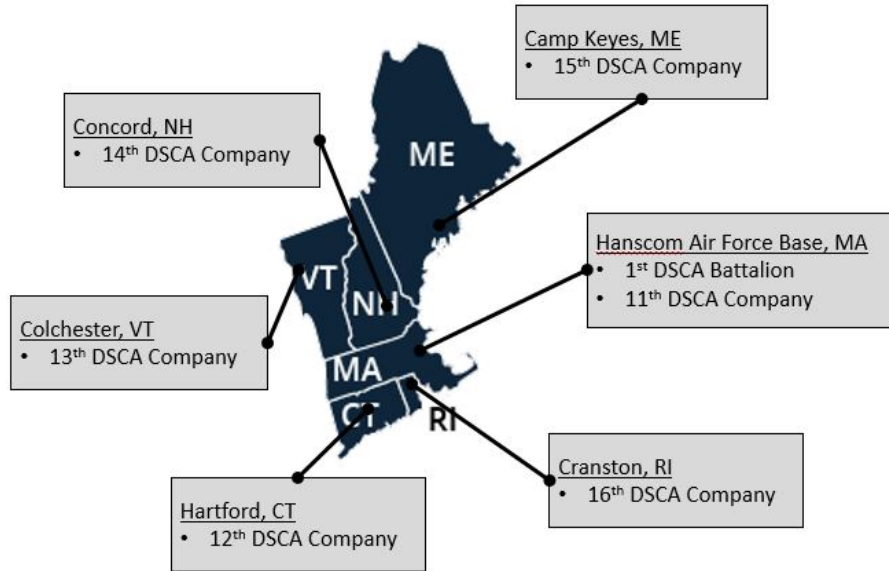 Camp Keyes, ME
• 15th DSCA Company
Concord, NH
• 14th DSCA Company
ME
Hanscom Air Force Base, MA
• 1st DSCA Battalion
• 11th DSCA Company
VT
NH
Colchester, VT
• 13th DSCA Company
MA
CT
RI
Cranston, RI
• 16th DSCA Company
Hartford, CT
• 12th DSCA Company